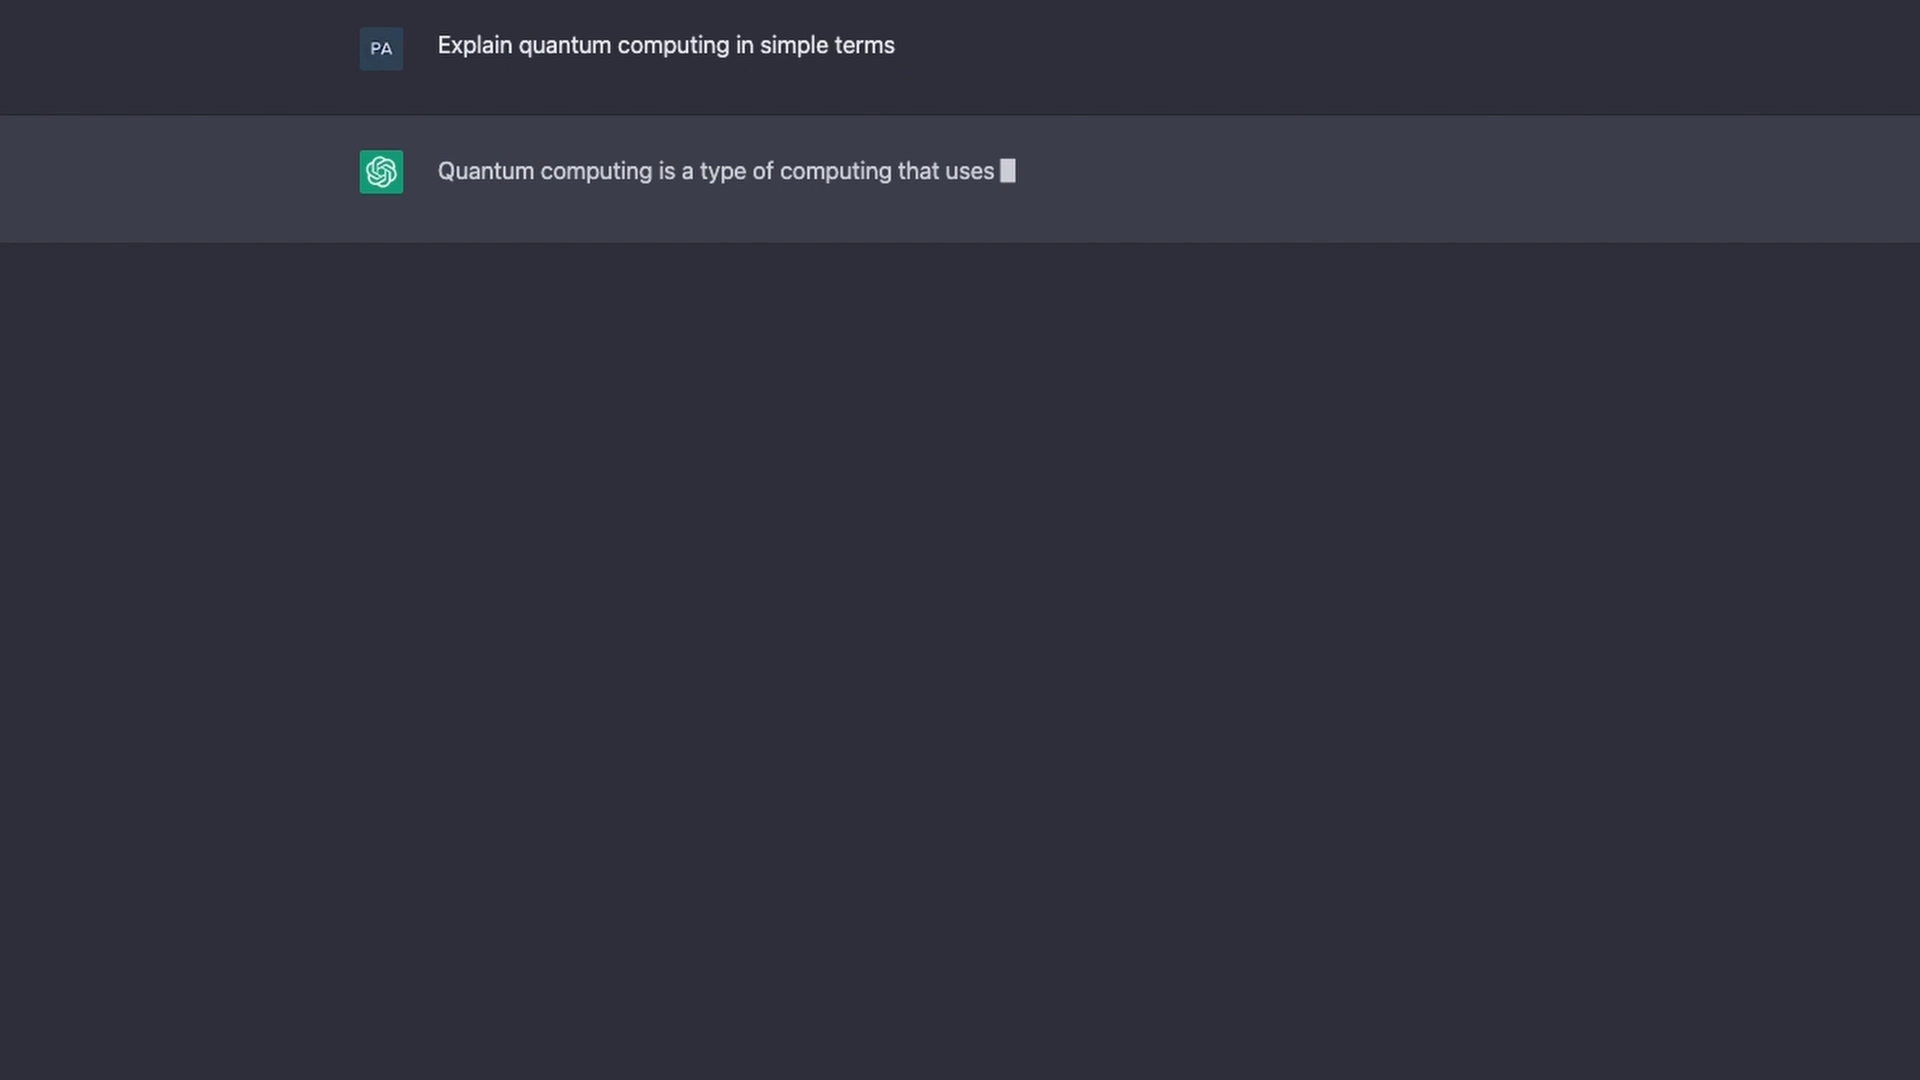 PA
Explain quantum computing in simple terms
Quantum computing is a type of computing that uses